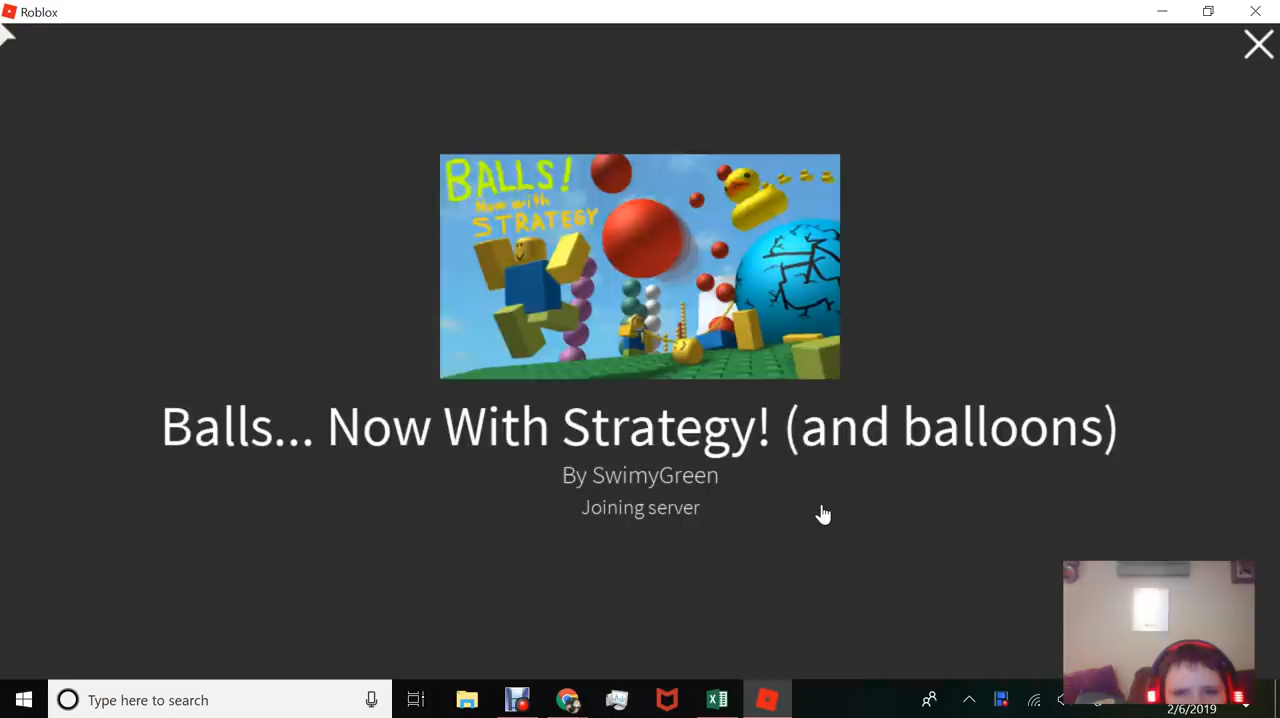 Roblox
BALLS!
Now with
STRATEGY
Balls... Now With Strategy! (and balloons)
By SwimyGreen
Joining server
Type here to search
2/6/2019